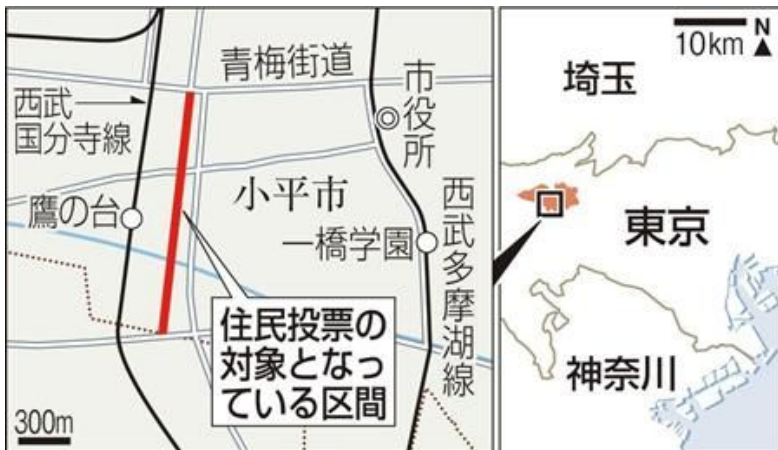 青梅街道
西武
国分寺線
市役所
小平市
鷹の台
一橋学園
西武多摩湖線
住民投票の
対象となっ
ている区間
300m
10km
N
埼玉
東京
神奈川